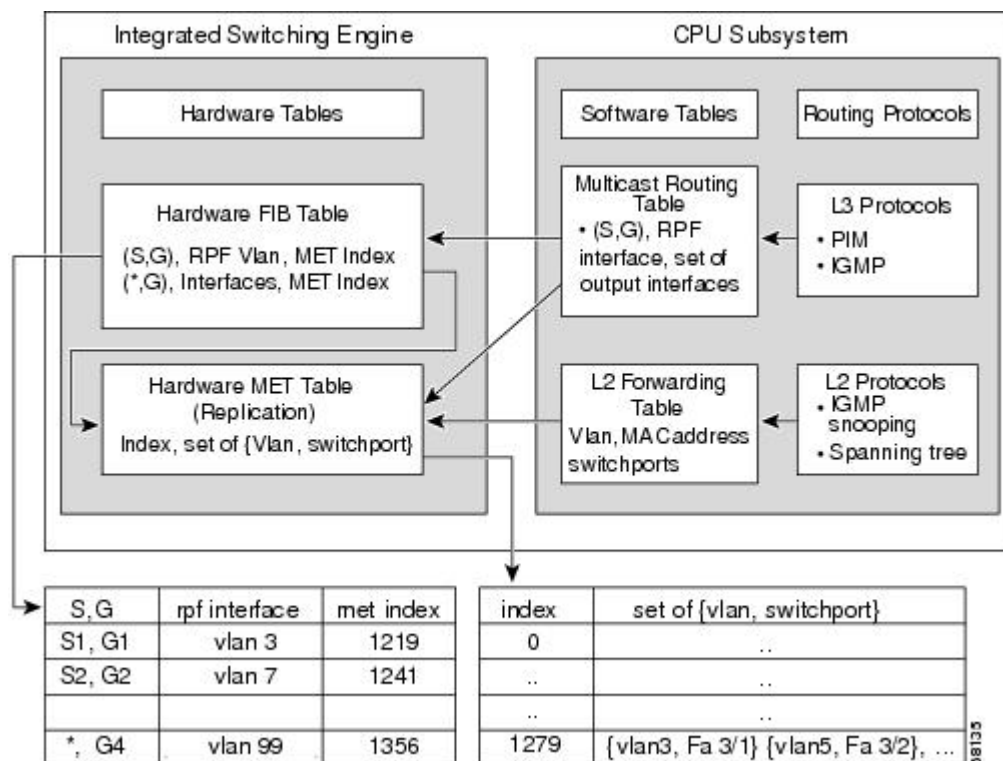 Integrated Switching Engine
CPU Subsystem
Hardware Tables
Software Tables
Routing Protocols
Hardware FIB Table
(S,G), RPF Vlan, MET Index
(*,G), Interfaces, MET Index
Multicast Routing
Table
• (S,G), RPF
interface, set of
output interfaces
L3 Protocols
• PIM
• IGMP
Hardware MET Table
(Replication)
Index, set of {Vlan, switchport}
L2 Forwarding
Table
Vlan, MAC address
switchports
L2 Protocols
• IGMP
snooping
• Spanning tree
S,G rpf interface met index
S1, G1 vlan 3 1219
S2, G2 vlan 7 1241
*, G4 vlan 99 1356
index set of {vlan, switchport}
0 ..
.. ..
.. ..
1279 {vlan3, Fa 3/1} {vlan5, Fa 3/2}, ...